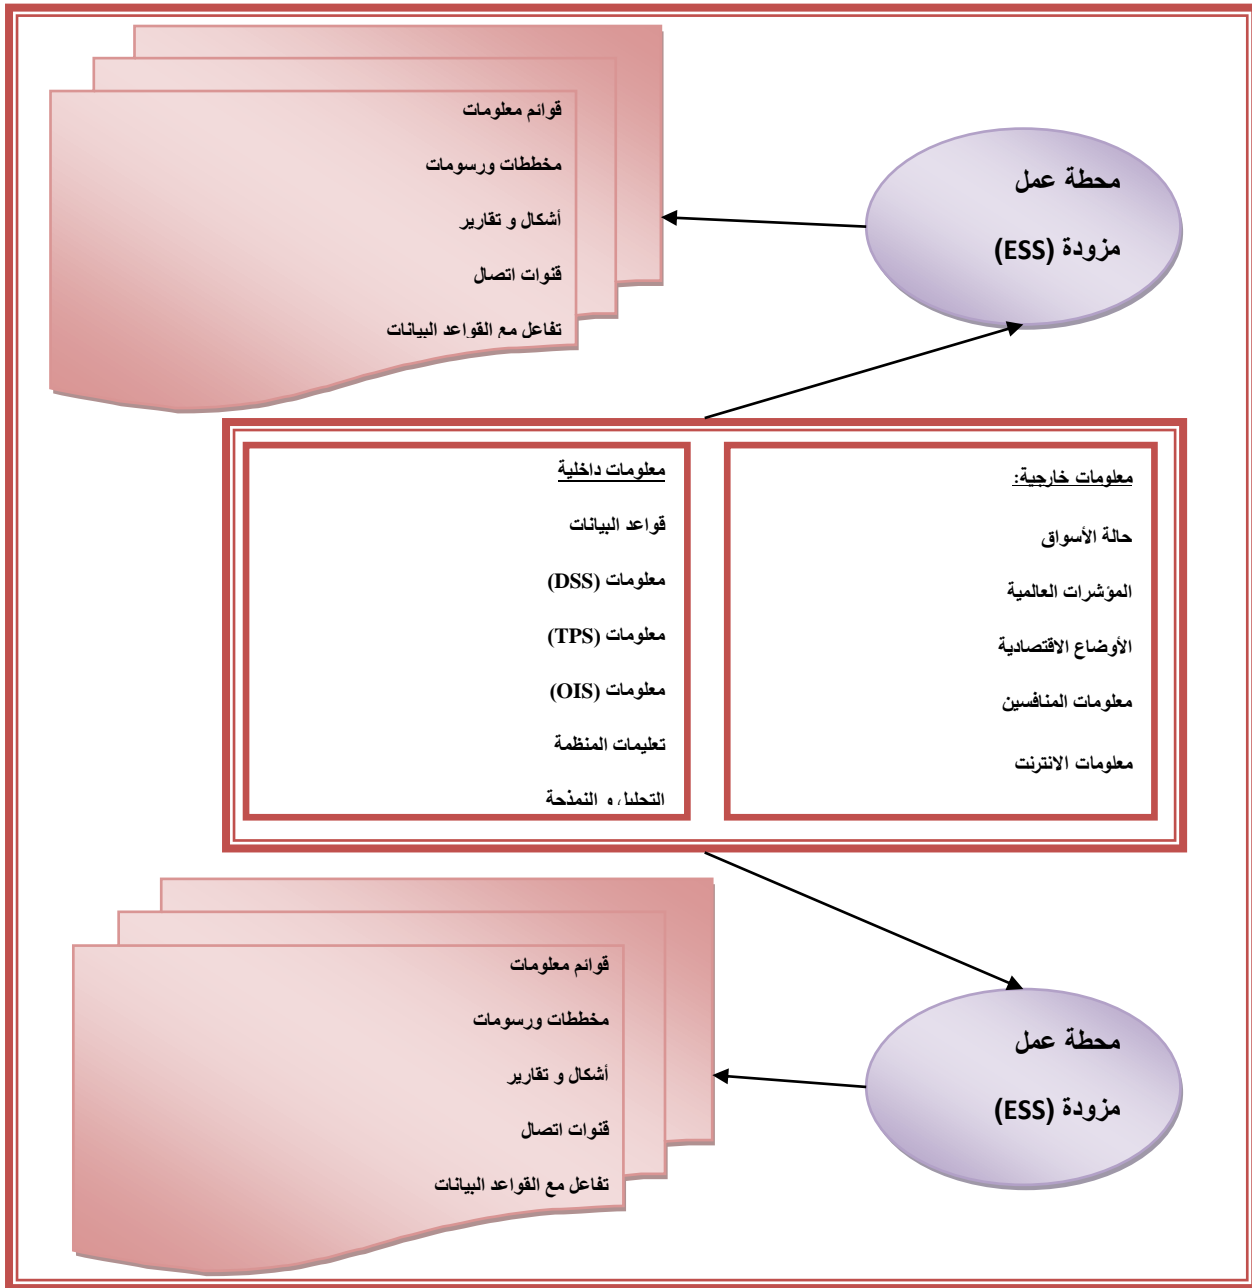 قوائم معلومات
مخططات ورسومات
أشكال و تقارير
قنوات اتصال
تفاعل مع القواعد البيانات
محطة عمل
مزودة (ESS)
معلومات خارجية:
حالة الأسواق
المؤشرات العالمية
الأوضاع الاقتصادية
معلومات المنافسين
معلومات الانترنت
معلومات داخلية
قواعد البيانات
معلومات (DSS)
معلومات (TPS)
معلومات (OIS)
تعليمات المنظمة
التحليل و النمذجة
قوائم معلومات
مخططات ورسومات
أشكال و تقارير
قنوات اتصال
تفاعل مع القواعد البيانات
محطة عمل
مزودة (ESS)